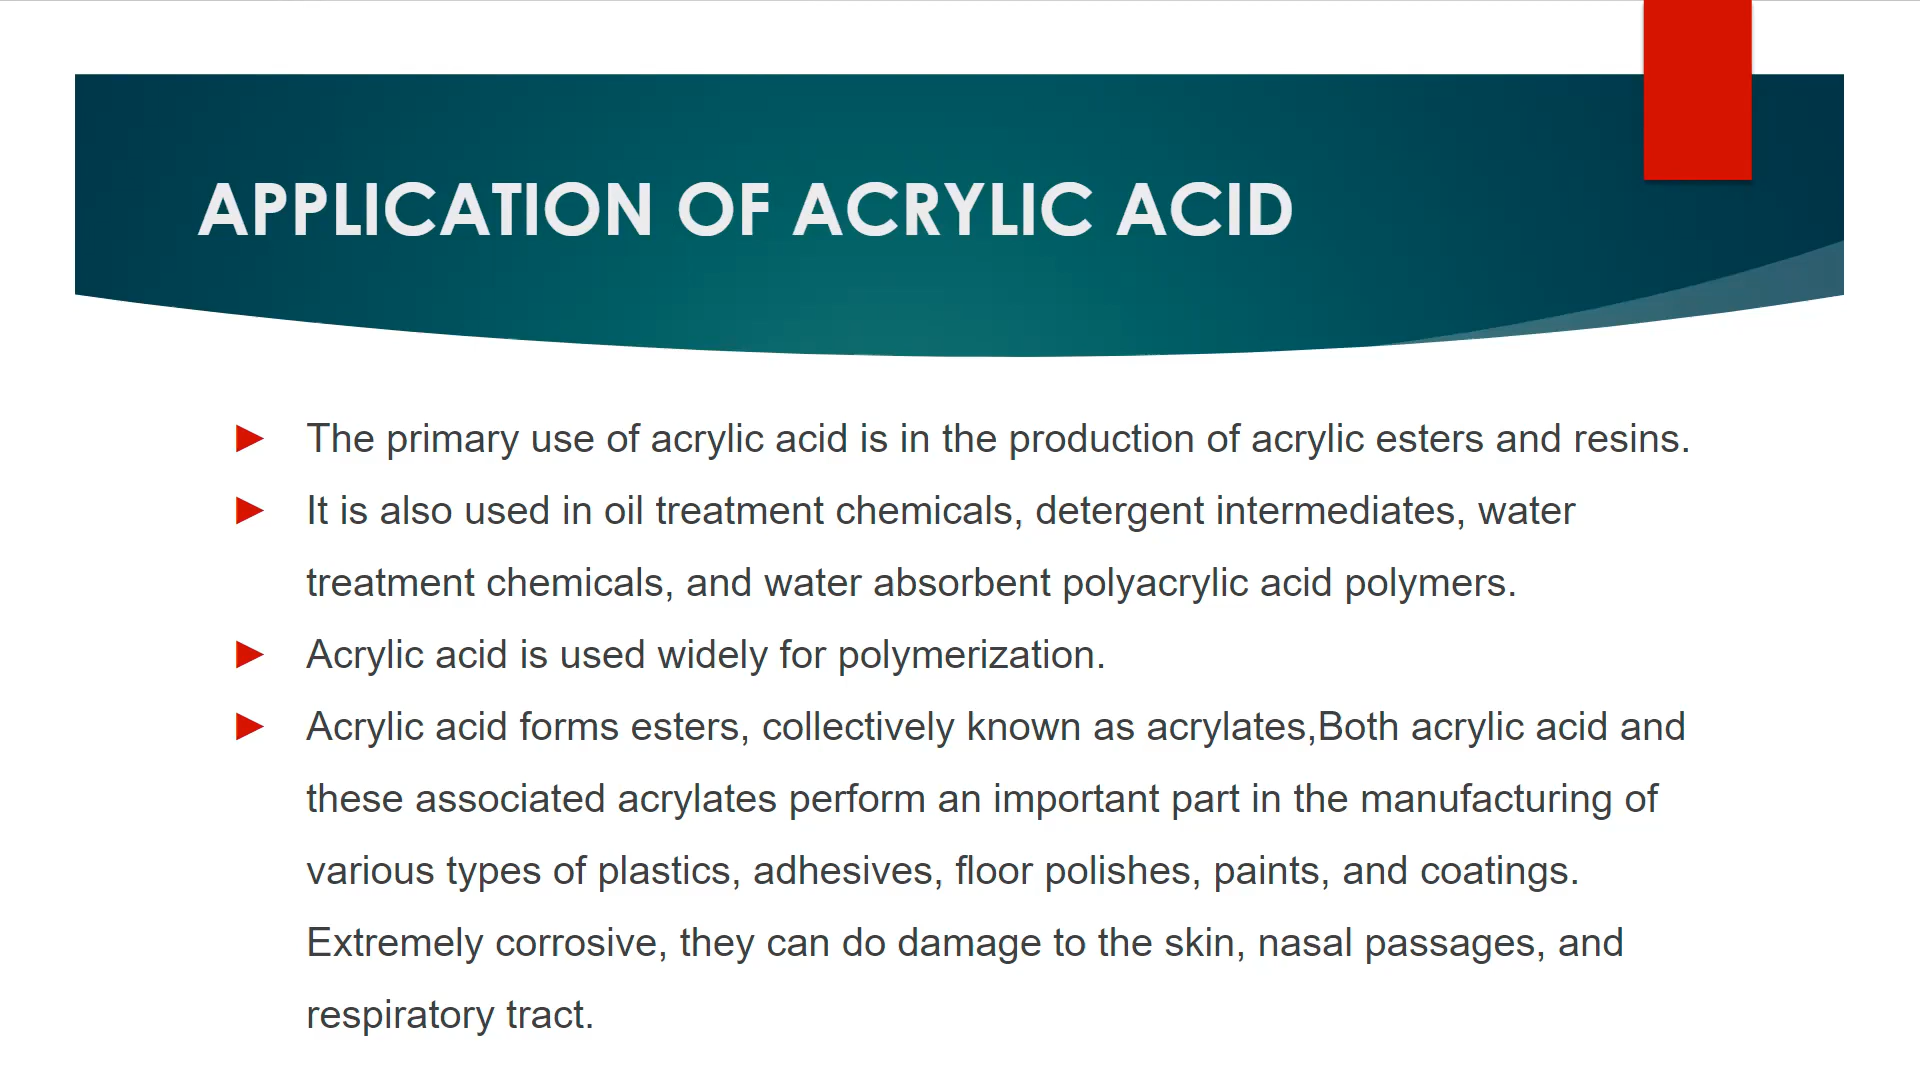 APPLICATION OF ACRYLIC ACID
The primary use of acrylic acid is in the production of acrylic esters and resins.
It is also used in oil treatment chemicals, detergent intermediates, water
treatment chemicals, and water absorbent polyacrylic acid polymers.
Acrylic acid is used widely for polymerization.
Acrylic acid forms esters, collectively known as acrylates,Both acrylic acid and
these associated acrylates perform an important part in the manufacturing of
various types of plastics, adhesives, floor polishes, paints, and coatings.
Extremely corrosive, they can do damage to the skin, nasal passages, and
respiratory tract.